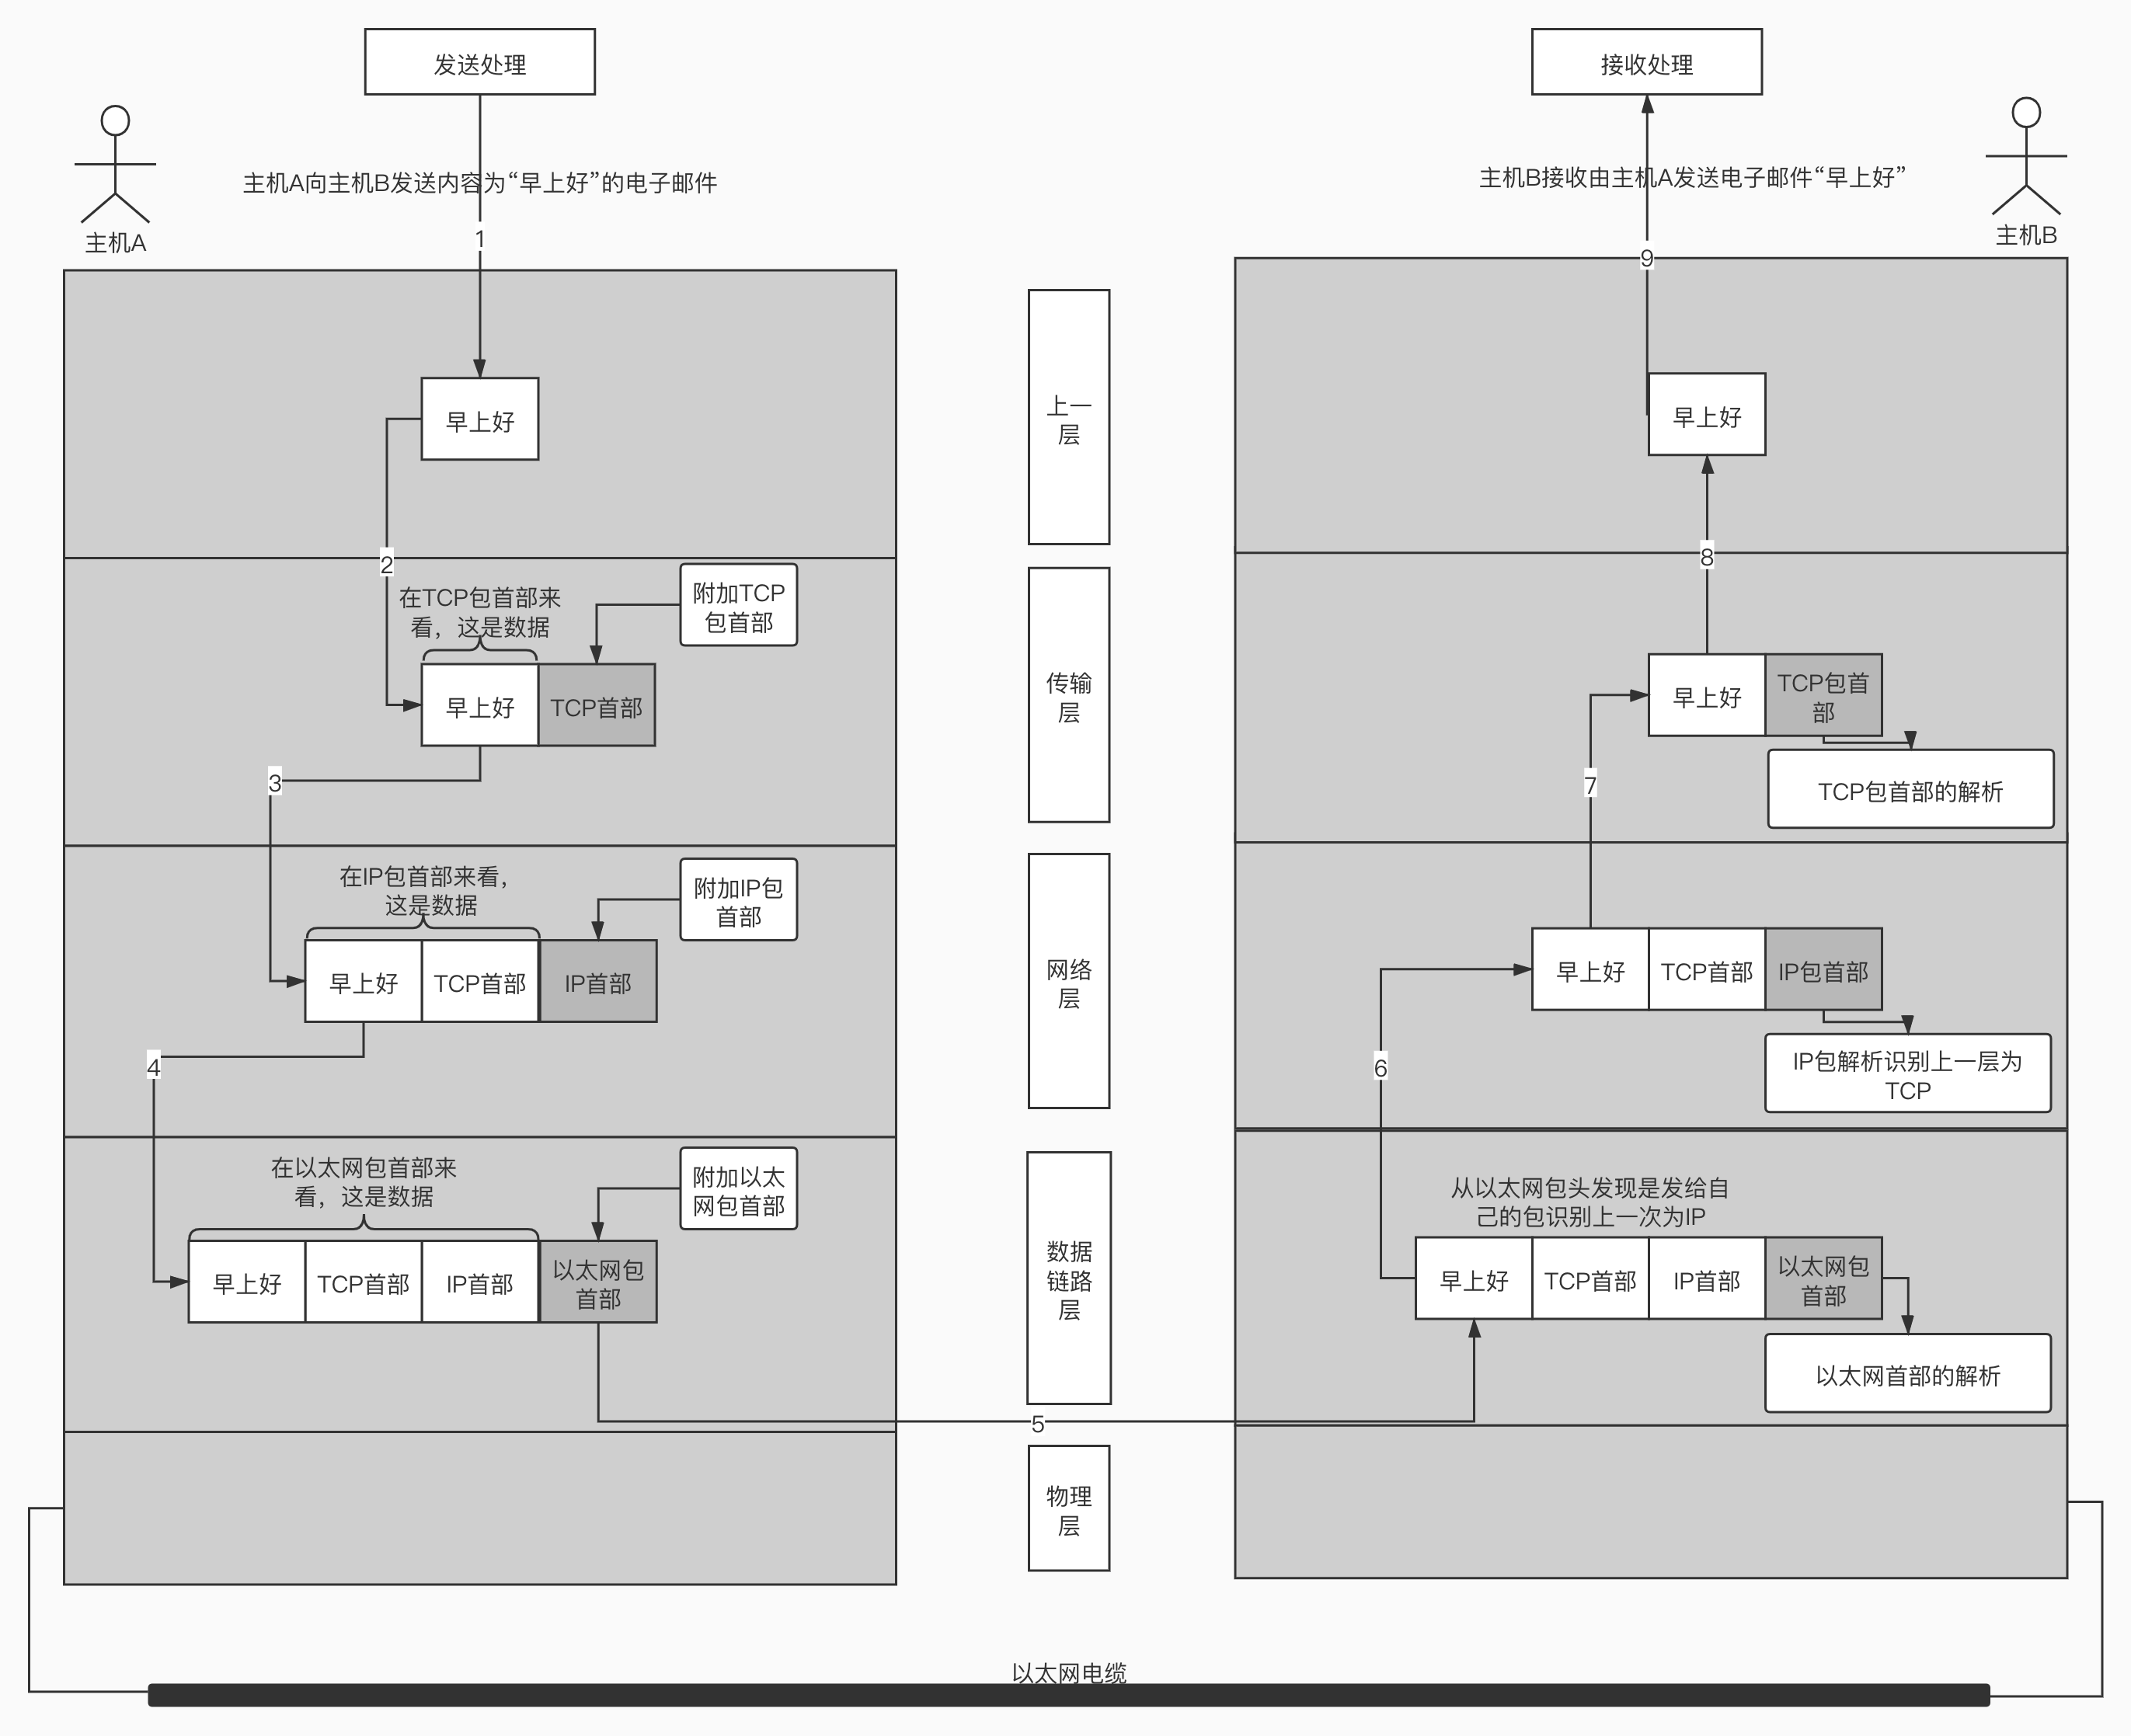 发送处理
接收处理
主机A向主机B发送内容为“早上好”的电子邮件
主机B接收由主机A发送电子邮件“早上好”
主机A
主机B
1
9
早上好
上一
层
早上好
2
8
在TCP包首部来
看，这是数据
附加TCP
包首部
早上好
TCP首部
传输
层
早上好
TCP包首
部
TCP包首部的解析
3
7
在IP包首部来看，
这是数据
附加IP包
首部
早上好
TCP首部
IP首部
网络
层
早上好
TCP首部
IP包首部
IP包解析识别上一层为
TCP
4
6
在以太网包首部来
看，这是数据
附加以太
网包首部
早上好
TCP首部
IP首部
以太网包
首部
数据
链路
层
从以太网包头发现是发给自
己的包识别上一次为IP
早上好
TCP首部
IP首部
以太网包
首部
以太网首部的解析
5
物理
层
以太网电缆